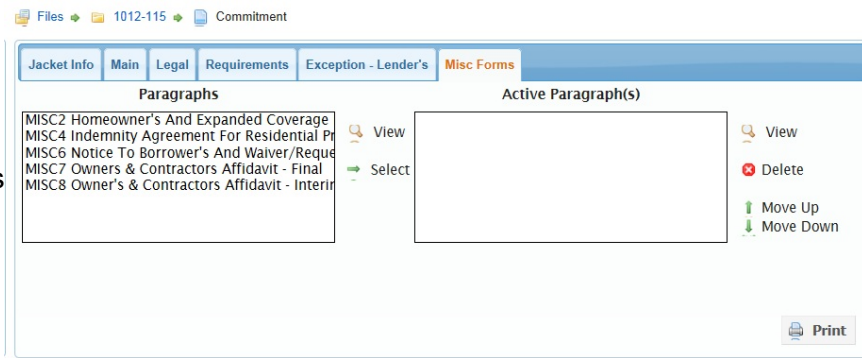 Files 1012-115 Commitment
Jacket Info Main Legal Requirements Exception - Lender's Misc Forms
Paragraphs Active Paragraph(s)
MISC2 Homeowner's And Expanded Coverage
MISC4 Indemnity Agreement For Residential Pr
MISC6 Notice To Borrower's And Waiver/Reque
MISC7 Owners & Contractors Affidavit - Final
MISC8 Owner's & Contractors Affidavit - Interin
View
Select
View
Delete
Move Up
Move Down
Print